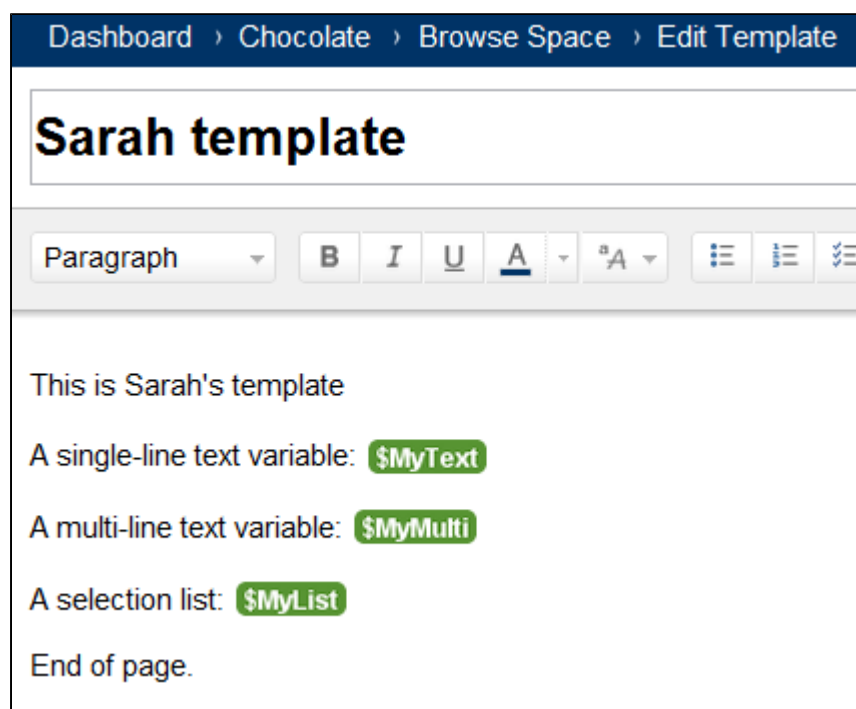 Dashboard › Chocolate › Browse Space › Edit Template
Sarah template
Paragraph B I U A ªA
This is Sarah's template
A single-line text variable: $MyText
A multi-line text variable: $MyMulti
A selection list: $MyList
End of page.